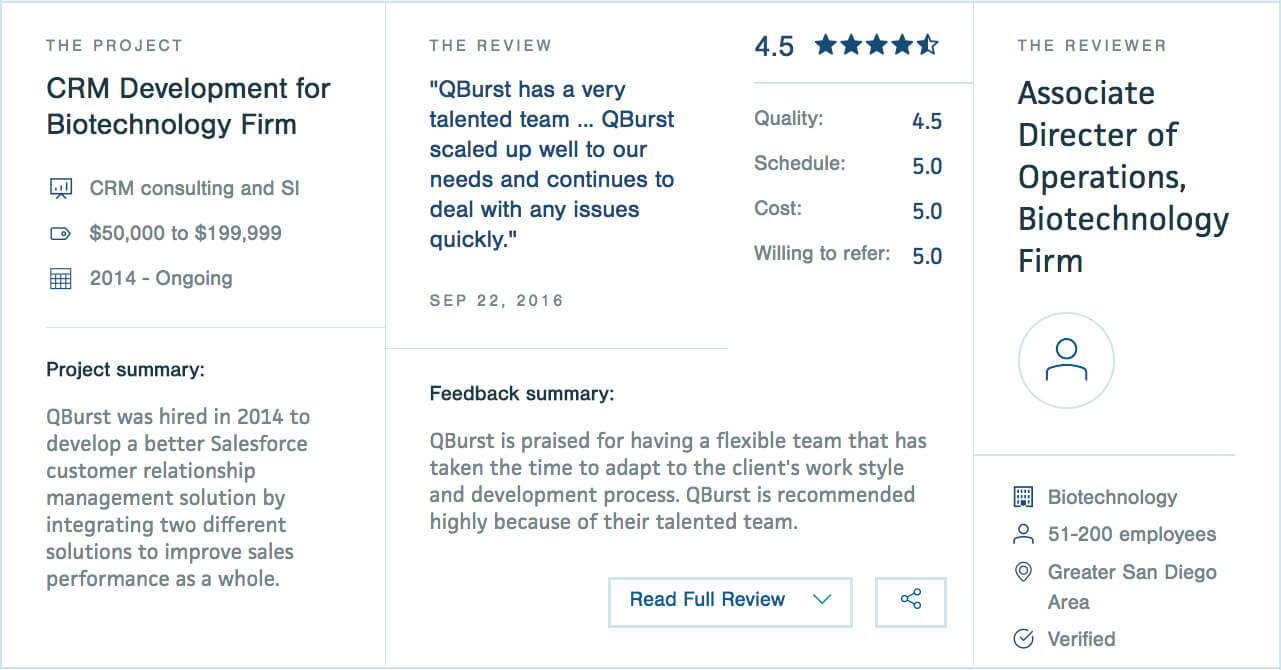 THE PROJECT
CRM Development for
Biotechnology Firm
CRM consulting and SI
$50,000 to $199,999
2014 - Ongoing
Project summary:
QBurst was hired in 2014 to
develop a better Salesforce
customer relationship
management solution by
integrating two different
solutions to improve sales
performance as a whole.
THE REVIEW
"QBurst has a very
talented team ... QBurst
scaled up well to our
needs and continues to
deal with any issues
quickly."
SEP 22, 2016
4.5
Quality: 4.5
Schedule: 5.0
Cost: 5.0
Willing to refer: 5.0
Feedback summary:
QBurst is praised for having a flexible team that has
taken the time to adapt to the client's work style
and development process. QBurst is recommended
highly because of their talented team.
Read Full Review
THE REVIEWER
Associate
Director of
Operations,
Biotechnology
Firm
Biotechnology
51-200 employees
Greater San Diego
Area
Verified